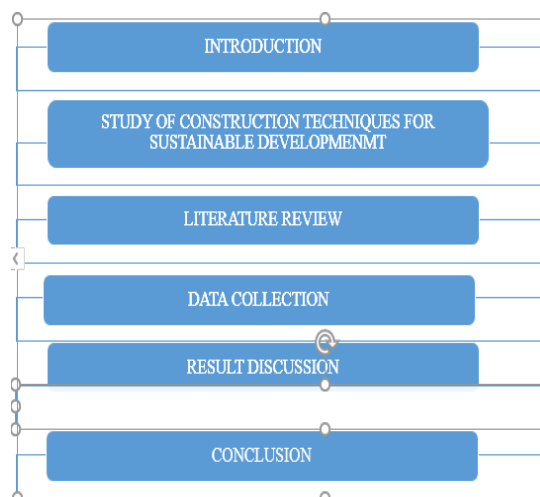 INTRODUCTION
STUDY OF CONSTRUCTION TECHNIQUES FOR
SUSTAINABLE DEVELOPMENMT
LITERATURE REVIEW
DATA COLLECTION
RESULT DISCUSSION
CONCLUSION